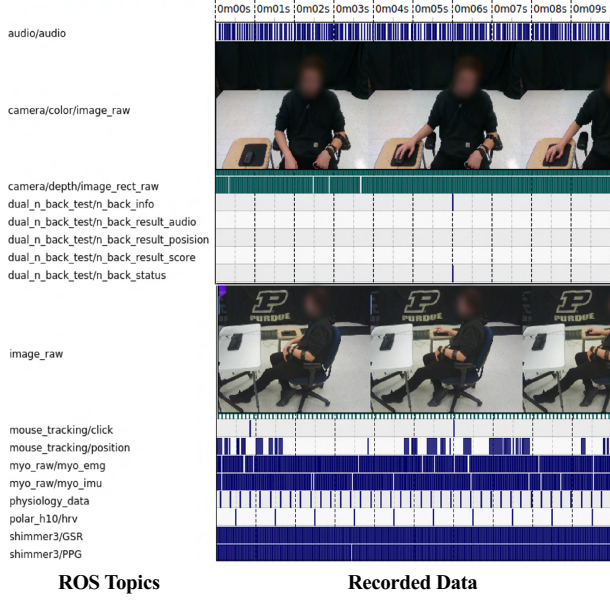 0m00s 0m01s 0m02s 0m03s 0m04s 0m05s 0m06s 0m07s 0m08s 0m09s
audio/audio
camera/color/image_raw
camera/depth/image_rect_raw
dual_n_back_test/n_back_info
dual_n_back_test/n_back_result_audio
dual_n_back_test/n_back_result_posision
dual_n_back_test/n_back_result_score
dual_n_back_test/n_back_status
P P P
PURDUE PURDUE PURDUE
image_raw
mouse_tracking/click
mouse_tracking/position
myo_raw/myo_emg
myo_raw/myo_imu
physiology_data
polar_h10/hrv
shimmer3/GSR
shimmer3/PPG
ROS Topics Recorded Data